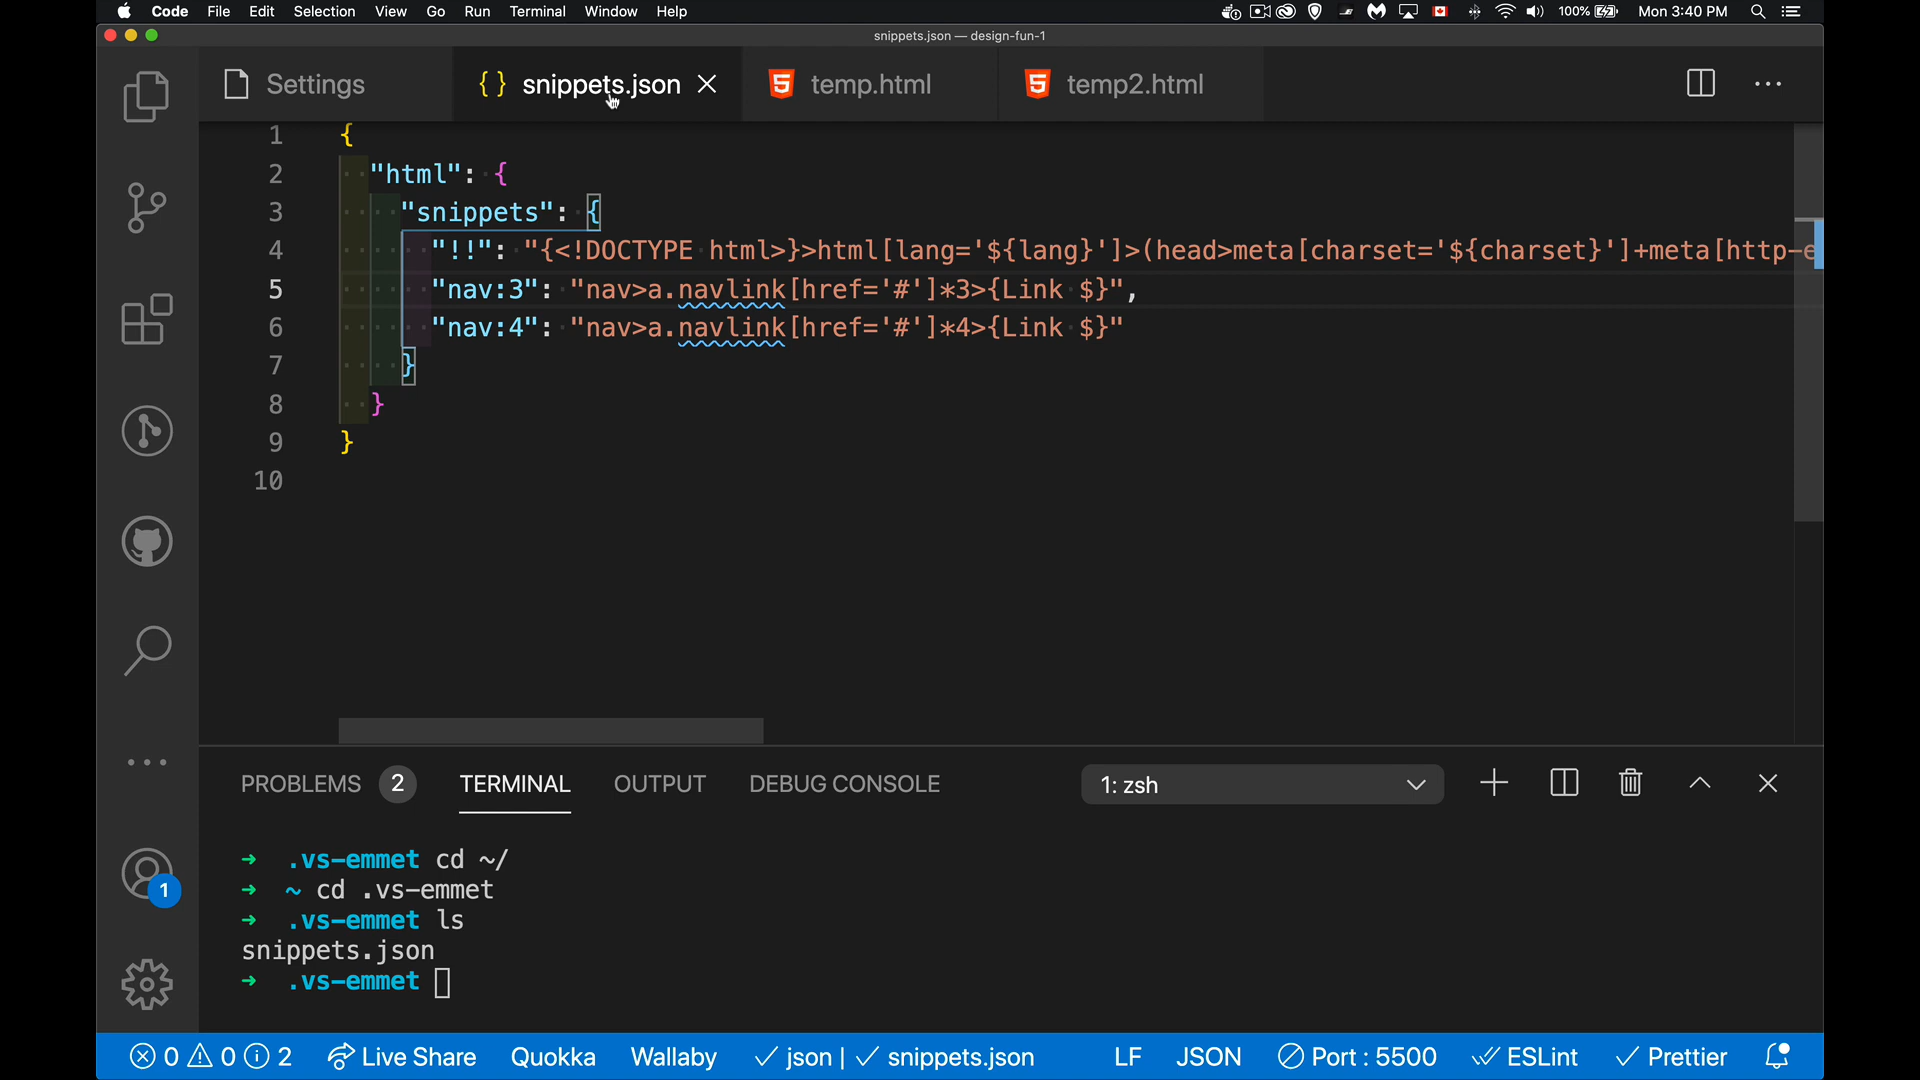 Code File Edit Selection View Go Run Terminal Window Help 100% Mon 3:40 PM
snippets.json — design-fun-1
Settings {} snippets.json temp.html temp2.html
1 {
2 "html": {
3 "snippets": {
4 "!!": "{<!DOCTYPE html>}>html[lang='${lang}']>(head>meta[charset='${charset}']+meta[http-e
5 "nav:3": "nav>a.navlink[href='#']*3>{Link $}",
6 "nav:4": "nav>a.navlink[href='#']*4>{Link $}"
7 }
8 }
9 }
10
PROBLEMS 2 TERMINAL OUTPUT DEBUG CONSOLE 1: zsh
➜ .vs-emmet cd ~/
➜ ~ cd .vs-emmet
➜ .vs-emmet ls
snippets.json
➜ .vs-emmet
1
0 0 2 Live Share Quokka Wallaby ✓ json | ✓ snippets.json LF JSON Port : 5500 ESLint ✓ Prettier